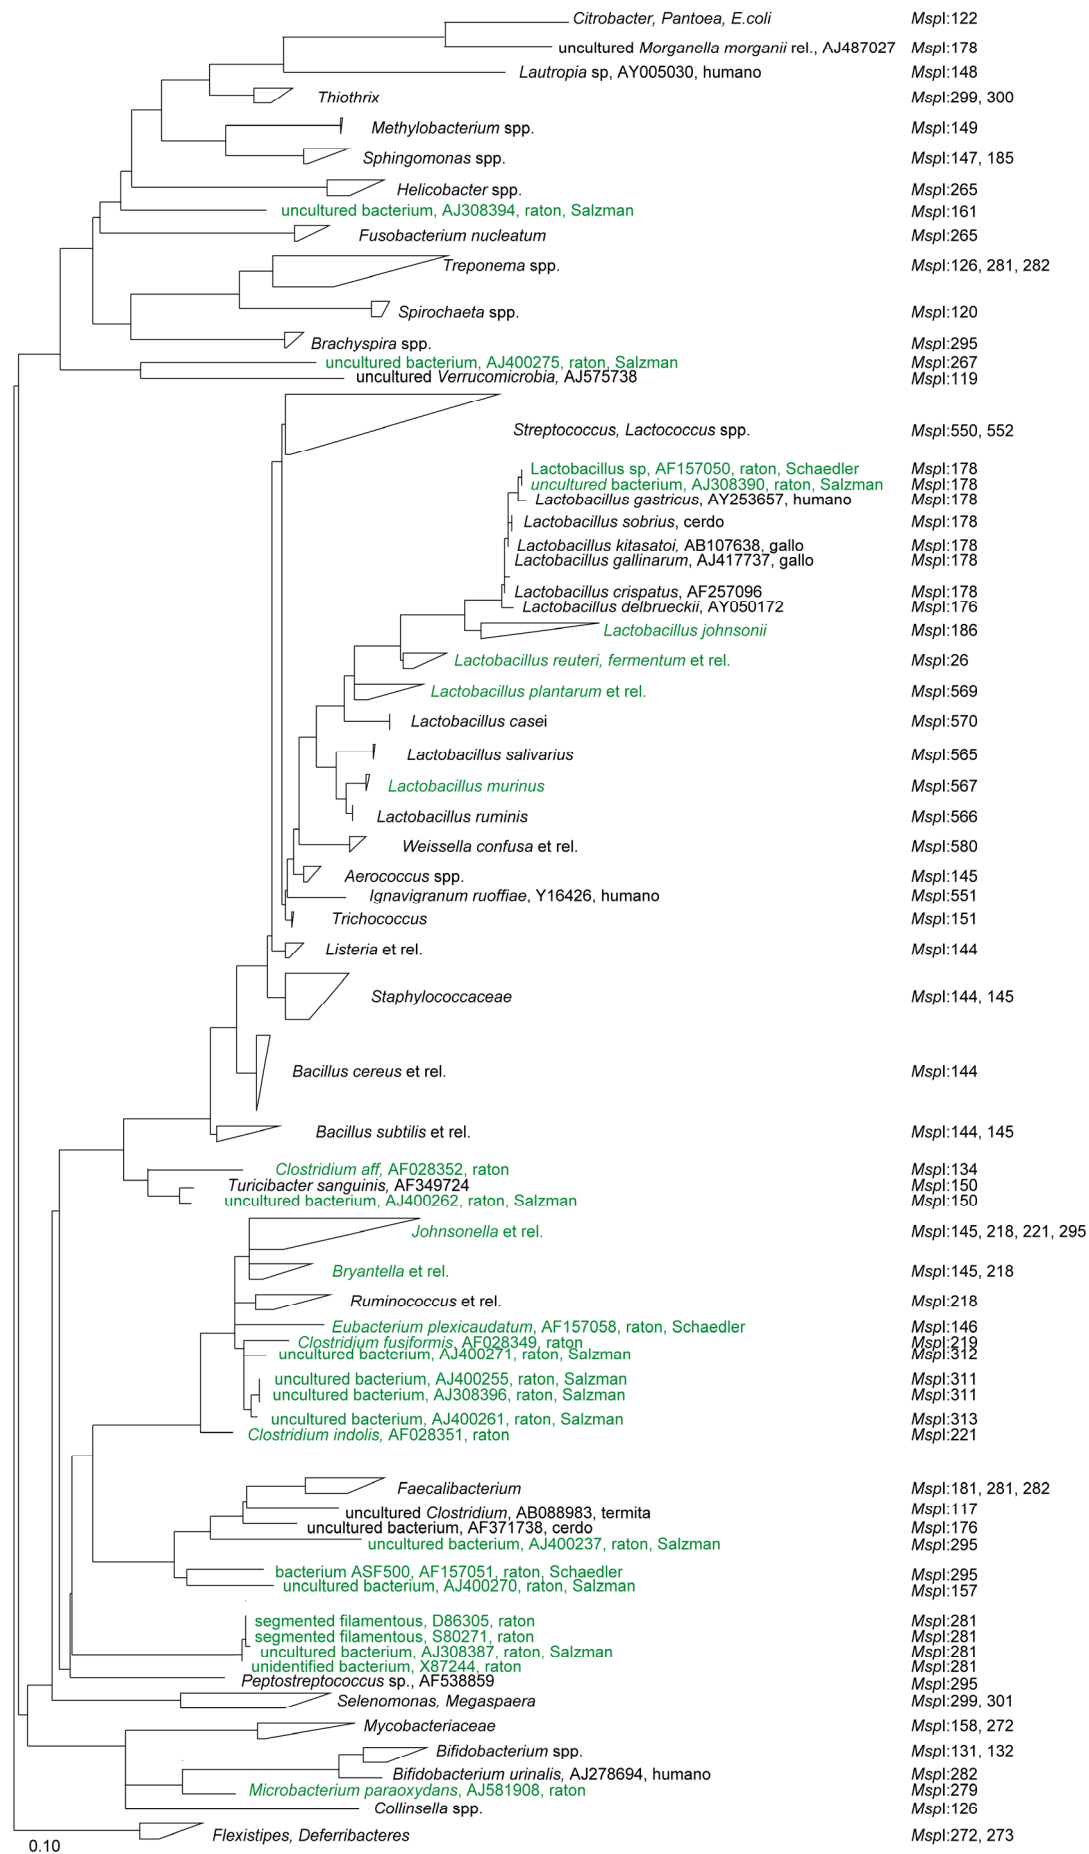 Citrobacter, Pantoea, E.coli MspI:122
uncultured Morganella morganii rel., AJ487027 MspI:178
Lautropia sp, AY005030, humano MspI:148
Thiothrix MspI:299, 300
Methylobacterium spp. MspI:149
Sphingomonas spp. MspI:147, 185
Helicobacter spp. MspI:265
uncultured bacterium, AJ308394, raton, Salzman MspI:161
Fusobacterium nucleatum MspI:265
Treponema spp. MspI:126, 281, 282
Spirochaeta spp. MspI:120
Brachyspira spp. MspI:295
uncultured bacterium, AJ400275, raton, Salzman MspI:267
uncultured Verrucomicrobia, AJ575738 MspI:119
Streptococcus, Lactococcus spp. MspI:550, 552
Lactobacillus sp, AF157050, raton, Schaedler MspI:178
uncultured bacterium, AJ308390, raton, Salzman MspI:178
Lactobacillus gastricus, AY253657, humano MspI:178
Lactobacillus sobrius, cerdo MspI:178
Lactobacillus kitasatoi, AB107638, gallo MspI:178
Lactobacillus gallinarum, AJ417737, gallo MspI:178
Lactobacillus crispatus, AF257096 MspI:178
Lactobacillus delbrueckii, AY050172 MspI:176
Lactobacillus johnsonii MspI:186
Lactobacillus reuteri, fermentum et rel. MspI:26
Lactobacillus plantarum et rel. MspI:569
Lactobacillus casei MspI:570
Lactobacillus salivarius MspI:565
Lactobacillus murinus MspI:567
Lactobacillus ruminis MspI:566
Weissella confusa et rel. MspI:580
Aerococcus spp. MspI:145
Ignavigranum ruoffiae, Y16426, humano MspI:551
Trichococcus MspI:151
Listeria et rel. MspI:144
Staphylococcaceae MspI:144, 145
Bacillus cereus et rel. MspI:144
Bacillus subtilis et rel. MspI:144, 145
Clostridium aff, AF028352, raton MspI:134
Turicibacter sanguinis, AF349724 MspI:150
uncultured bacterium, AJ400262, raton, Salzman MspI:150
Johnsonella et rel. MspI:145, 218, 221, 295
Bryantella et rel. MspI:145, 218
Ruminococcus et rel. MspI:218
Eubacterium plexicaudatum, AF157058, raton, Schaedler MspI:146
Clostridium fusiformis, AF028349, raton MspI:219
uncultured bacterium, AJ400271, raton, Salzman MspI:312
uncultured bacterium, AJ400255, raton, Salzman MspI:311
uncultured bacterium, AJ308396, raton, Salzman MspI:311
uncultured bacterium, AJ400261, raton, Salzman MspI:313
Clostridium indolis, AF028351, raton MspI:221
Faecalibacterium MspI:181, 281, 282
uncultured Clostridium, AB088983, termita MspI:117
uncultured bacterium, AF371738, cerdo MspI:176
uncultured bacterium, AJ400237, raton, Salzman MspI:295
bacterium ASF500, AF157051, raton, Schaedler MspI:295
uncultured bacterium, AJ400270, raton, Salzman MspI:157
segmented filamentous, D86305, raton MspI:281
segmented filamentous, S80271, raton MspI:281
uncultured bacterium, AJ308387, raton, Salzman MspI:281
unidentified bacterium, X87244, raton MspI:281
Peptostreptococcus sp., AF538859 MspI:295
Selenomonas, Megaspaera MspI:299, 301
Mycobacteriaceae MspI:158, 272
Bifidobacterium spp. MspI:131, 132
Bifidobacterium urinalis, AJ278694, humano MspI:282
Microbacterium paraoxydans, AJ581908, raton MspI:279
Collinsella spp. MspI:126
Flexistipes, Deferribacteres MspI:272, 273
0.10